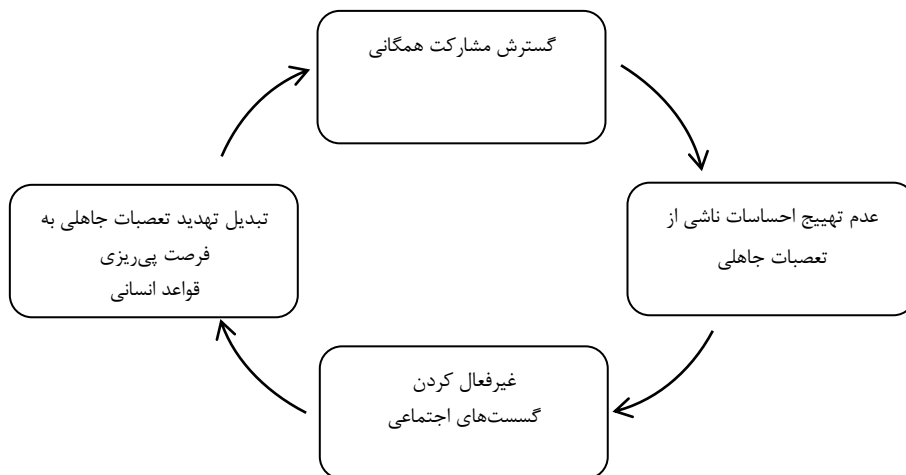 گسترش مشارکت همگانی
عدم تهییج احساسات ناشی از
تعصبات جاهلی
غیرفعال کردن
گسست‌های اجتماعی
تبدیل تهدید تعصبات جاهلی به
فرصت پی‌ریزی
قواعد انسانی